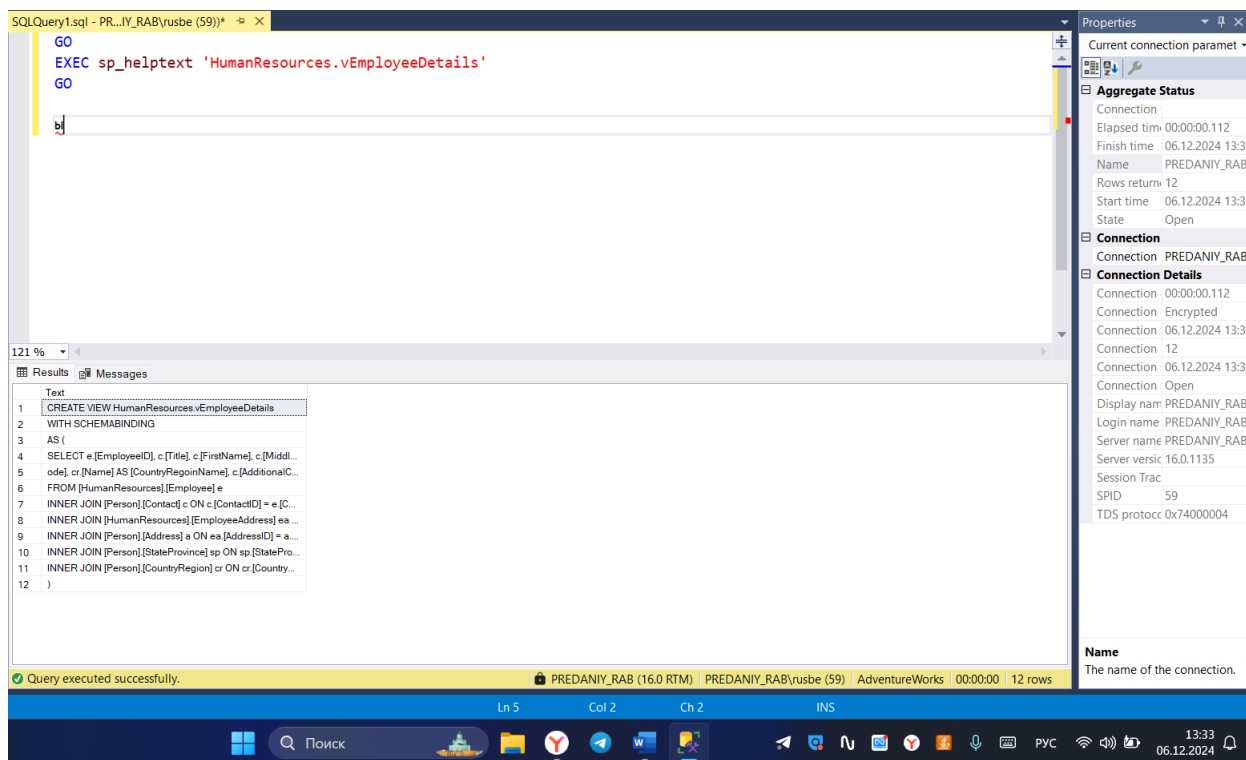 SQLQuery1.sql - PR...IY_RAB\rusbe (59))*
GO
EXEC sp_helptext 'HumanResources.vEmployeeDetails'
GO
ы
121 %
Results Messages
Text
1 CREATE VIEW HumanResources.vEmployeeDetails
2 WITH SCHEMABINDING
3 AS (
4 SELECT e.[EmployeeID], c.[Title], c.[FirstName], c.[Middl...
5 ode], cr.[Name] AS [CountryRegoinName], c.[AdditionalC...
6 FROM [HumanResources].[Employee] e
7 INNER JOIN [Person].[Contact] c ON c.[ContactID] = e.[C...
8 INNER JOIN [HumanResources].[EmployeeAddress] ea ...
9 INNER JOIN [Person].[Address] a ON ea.[AddressID] = a....
10 INNER JOIN [Person].[StateProvince] sp ON sp.[StatePro...
11 INNER JOIN [Person].[CountryRegion] cr ON cr.[Country...
12 )
Query executed successfully. PREDANIY_RAB (16.0 RTM) PREDANIY_RAB\rusbe (59) AdventureWorks 00:00:00 12 rows
Properties
Current connection paramet
Aggregate Status
Connection
Elapsed tim 00:00:00.112
Finish time 06.12.2024 13:3
Name PREDANIY_RAB
Rows return 12
Start time 06.12.2024 13:3
State Open
Connection
Connection PREDANIY_RAB
Connection Details
Connection 00:00:00.112
Connection Encrypted
Connection 06.12.2024 13:3
Connection 12
Connection 06.12.2024 13:3
Connection Open
Display nam PREDANIY_RAB
Login name PREDANIY_RAB
Server name PREDANIY_RAB
Server versic 16.0.1135
Session Trac
SPID 59
TDS protocc 0x74000004
Name
The name of the connection.
Ln 5 Col 2 Ch 2 INS
Поиск РУС 13:33
06.12.2024